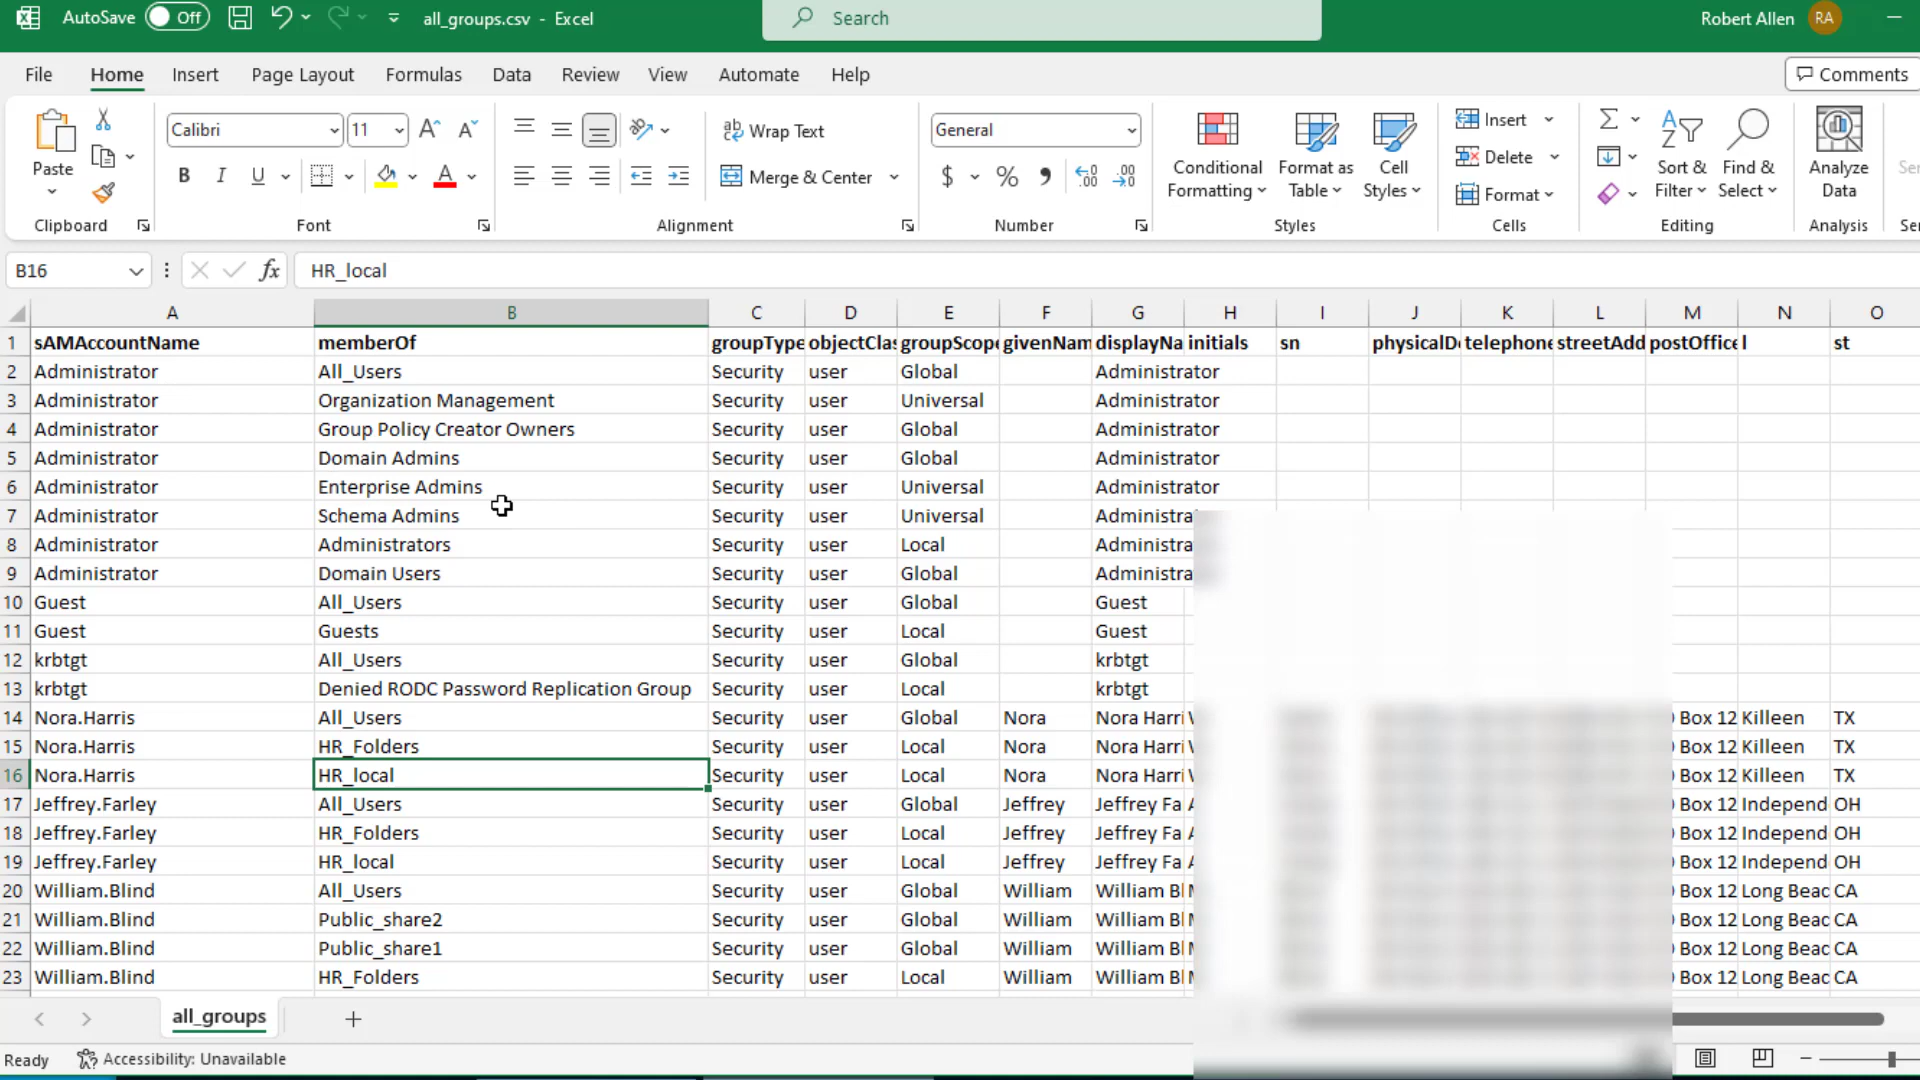 AutoSave Off all_groups.csv - Excel Search Robert Allen RA
File Home Insert Page Layout Formulas Data Review View Automate Help Comments
Paste Calibri 11 Wrap Text General Conditional Formatting Format as Table Cell Styles Insert Sort & Filter Find & Select Analyze Data
B I U A Merge & Center $ % Delete
Format
Clipboard Font Alignment Number Styles Cells Editing Analysis
B16 fx HR_local
A B C D E F G H I J K L M N O
1 sAMAccountName memberOf groupType objectClas groupScope givenNam displayNa initials sn physicalD telephone streetAdd postOffice l st
2 Administrator All_Users Security user Global Administrator
3 Administrator Organization Management Security user Universal Administrator
4 Administrator Group Policy Creator Owners Security user Global Administrator
5 Administrator Domain Admins Security user Global Administrator
6 Administrator Enterprise Admins Security user Universal Administrator
7 Administrator Schema Admins Security user Universal Administra
8 Administrator Administrators Security user Local Administra
9 Administrator Domain Users Security user Global Administra
10 Guest All_Users Security user Global Guest
11 Guest Guests Security user Local Guest
12 krbtgt All_Users Security user Global krbtgt
13 krbtgt Denied RODC Password Replication Group Security user Local krbtgt
14 Nora.Harris All_Users Security user Global Nora Nora Harri Box 12 Killeen TX
15 Nora.Harris HR_Folders Security user Local Nora Nora Harri Box 12 Killeen TX
16 Nora.Harris HR_local Security user Local Nora Nora Harri Box 12 Killeen TX
17 Jeffrey.Farley All_Users Security user Global Jeffrey Jeffrey Fa Box 12 Independ OH
18 Jeffrey.Farley HR_Folders Security user Local Jeffrey Jeffrey Fa Box 12 Independ OH
19 Jeffrey.Farley HR_local Security user Local Jeffrey Jeffrey Fa Box 12 Independ OH
20 William.Blind All_Users Security user Global William William Bl Box 12 Long Beac CA
21 William.Blind Public_share2 Security user Global William William Bl Box 12 Long Beac CA
22 William.Blind Public_share1 Security user Global William William Bl Box 12 Long Beac CA
23 William.Blind HR_Folders Security user Local William William Bl Box 12 Long Beac CA
all_groups
Ready Accessibility: Unavailable